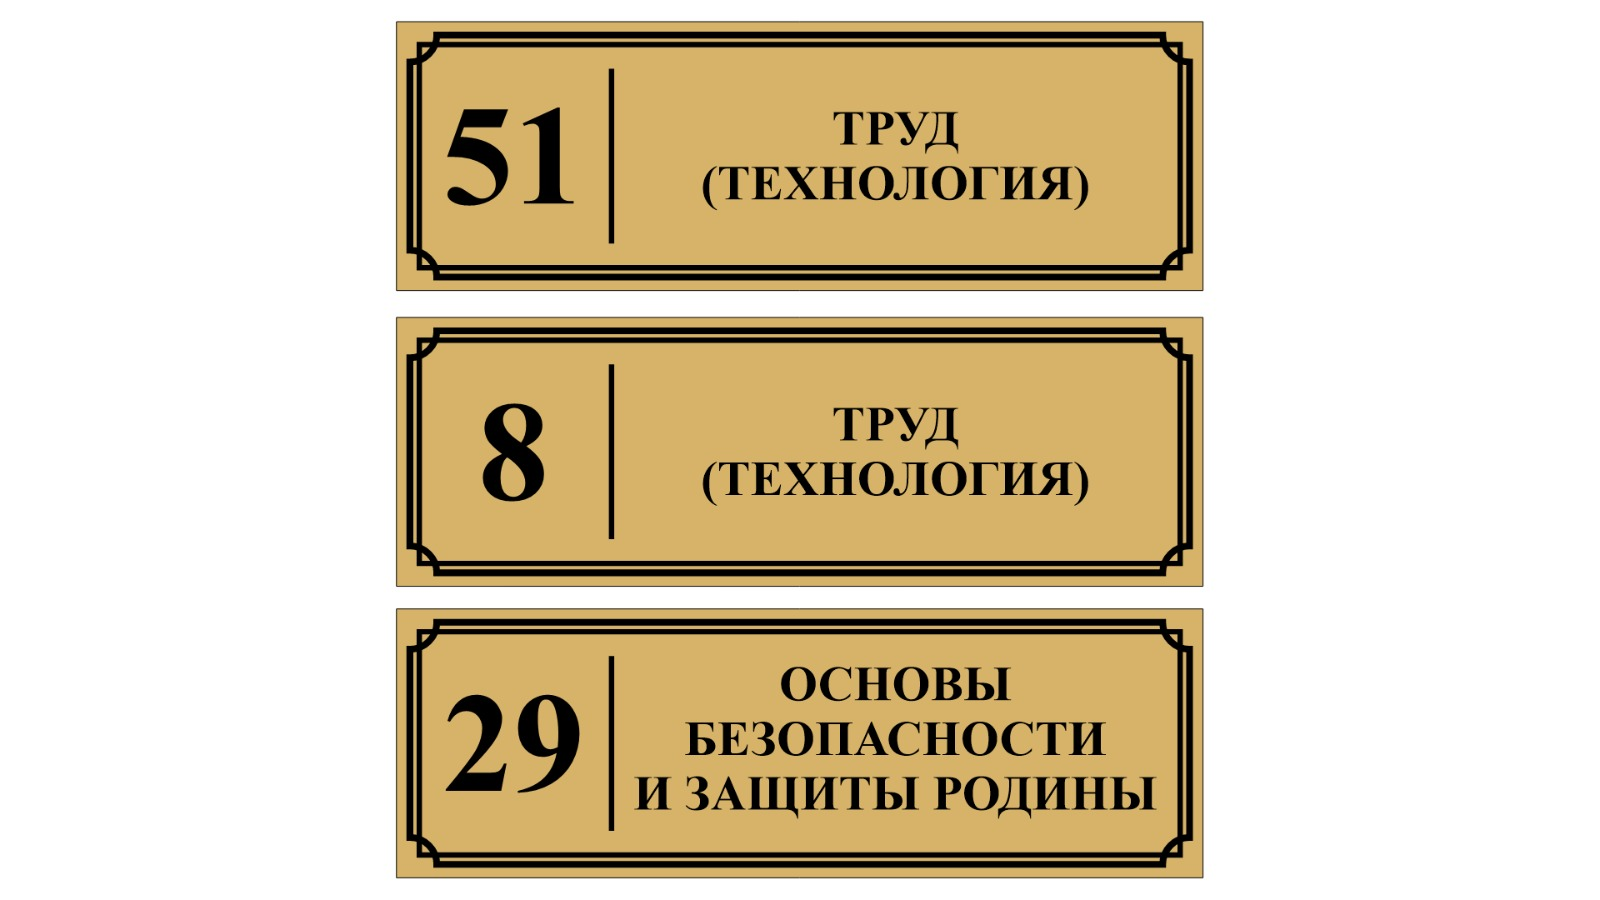 51
ТРУД
(ТЕХНОЛОГИЯ)
8
ТРУД
(ТЕХНОЛОГИЯ)
29
ОСНОВЫ
БЕЗОПАСНОСТИ
И ЗАЩИТЫ РОДИНЫ